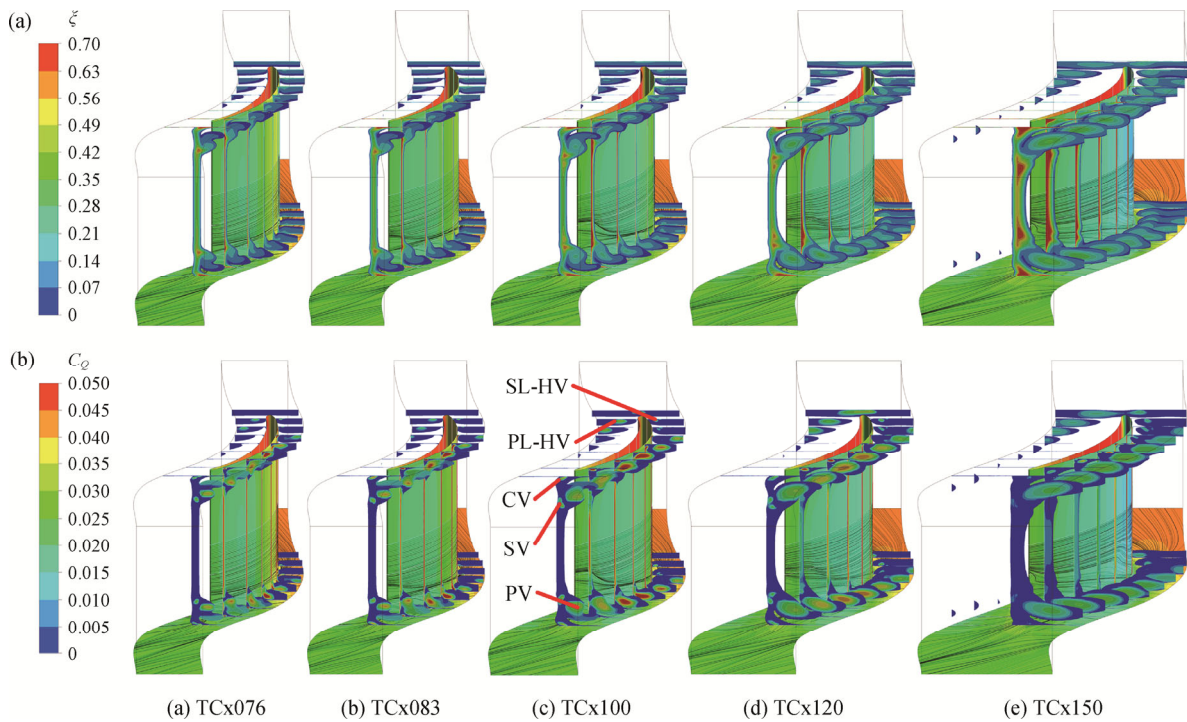 (a)
ξ
0.70
0.63
0.56
0.49
0.42
0.35
0.28
0.21
0.14
0.07
0
(b)
C_Q
0.050
0.045
0.040
0.035
0.030
0.025
0.020
0.015
0.010
0.005
0
SL-HV
PL-HV
CV
SV
PV
(a) TCx076
(b) TCx083
(c) TCx100
(d) TCx120
(e) TCx150